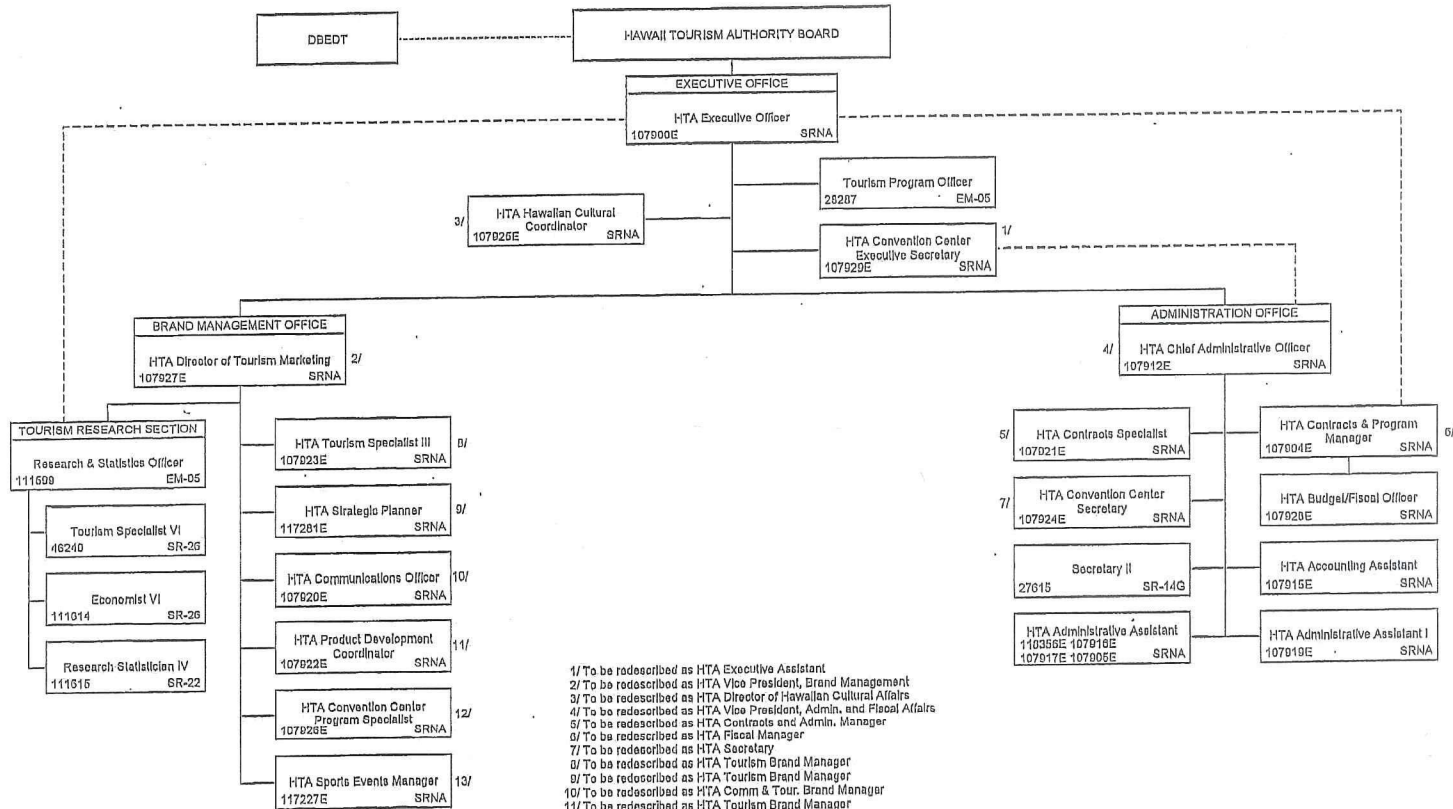 DBEDT
HAWAII TOURISM AUTHORITY BOARD
EXECUTIVE OFFICE
HTA Executive Officer
107900E SRNA
Tourism Program Officer
28287 EM-05
3/
HTA Hawaiian Cultural
Coordinator
107925E SRNA
1/
HTA Convention Center
Executive Secretary
107929E SRNA
BRAND MANAGEMENT OFFICE
HTA Director of Tourism Marketing
107927E SRNA
2/
ADMINISTRATION OFFICE
4/
HTA Chief Administrative Officer
107912E SRNA
TOURISM RESEARCH SECTION
Research & Statistics Officer
111699 EM-05
Tourism Specialist VI
46240 SR-26
Economist VI
111614 SR-26
Research Statistician IV
111615 SR-22
HTA Tourism Specialist III
107923E SRNA
8/
HTA Strategic Planner
117281E SRNA
9/
HTA Communications Officer
107920E SRNA
10/
HTA Product Development
Coordinator
107922E SRNA
11/
HTA Convention Center
Program Specialist
107926E SRNA
12/
HTA Sports Events Manager
117227E SRNA
13/
5/
HTA Contracts Specialist
107921E SRNA
HTA Contracts & Program
Manager
107904E SRNA
6/
7/
HTA Convention Center
Secretary
107924E SRNA
HTA Budget/Fiscal Officer
107928E SRNA
Secretary II
27615 SR-14G
HTA Accounting Assistant
107915E SRNA
HTA Administrative Assistant
110356E 107916E
107917E 107905E SRNA
HTA Administrative Assistant I
107919E SRNA
1/ To be redescribed as HTA Executive Assistant
2/ To be redescribed as HTA Vice President, Brand Management
3/ To be redescribed as HTA Director of Hawaiian Cultural Affairs
4/ To be redescribed as HTA Vice President, Admin. and Fiscal Affairs
5/ To be redescribed as HTA Contracts and Admin. Manager
6/ To be redescribed as HTA Fiscal Manager
7/ To be redescribed as HTA Secretary
8/ To be redescribed as HTA Tourism Brand Manager
9/ To be redescribed as HTA Tourism Brand Manager
10/ To be redescribed as HTA Comm & Tour. Brand Manager
11/ To be redescribed as HTA Tourism Brand Manager